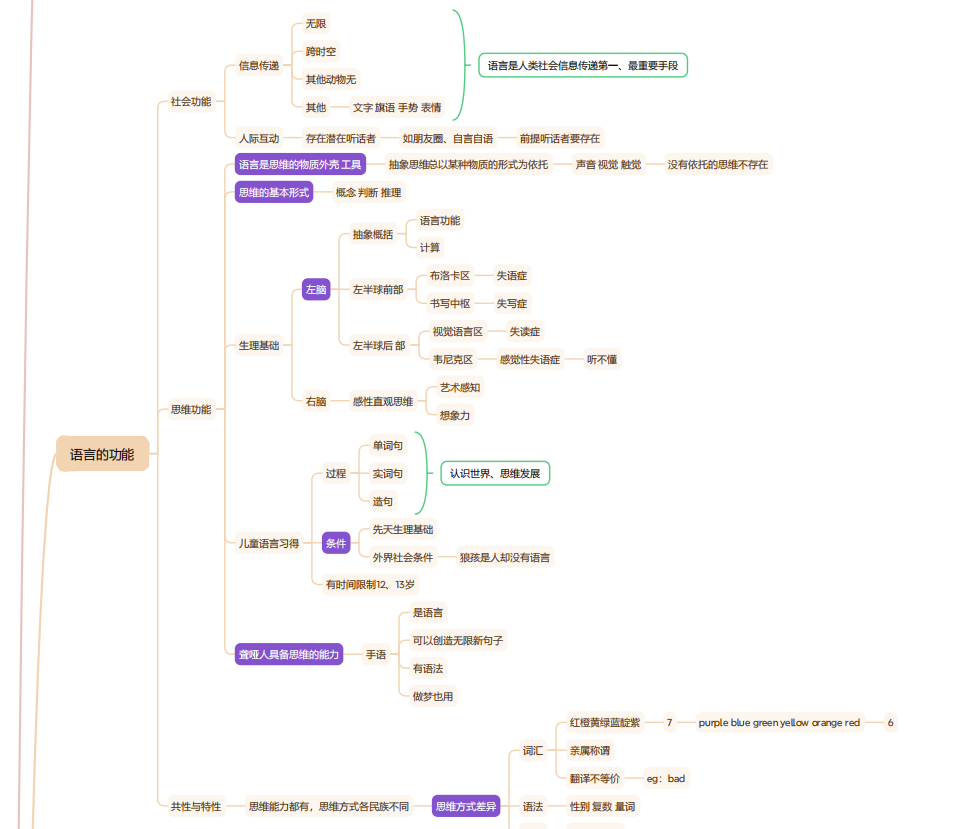 无限
跨时空
信息传递
其他动物无
语言是人类社会信息传递第一、最重要手段
其他
文字 旗语 手势 表情
社会功能
人际互动
存在潜在听话者
如朋友圈、自言自语
前提听话者要存在
语言是思维的物质外壳 工具
抽象思维总以某种物质的形式为依托
声音 视觉 触觉
没有依托的思维不存在
思维的基本形式
概念 判断 推理
抽象概括
语言功能
计算
左脑
左半球前部
布洛卡区
失语症
书写中枢
失写症
生理基础
左半球后 部
视觉语言区
失读症
韦尼克区
感觉性失语症
听不懂
右脑
感性直观思维
艺术感知
想象力
思维功能
语言的功能
过程
单词句
实词句
造句
认识世界、思维发展
儿童语言习得
条件
先天生理基础
外界社会条件
狼孩是人却没有语言
有时间限制12、13岁
聋哑人具备思维的能力
手语
是语言
可以创造无限新句子
有语法
做梦也用
词汇
红橙黄绿蓝靛紫
7
purple blue green yellow orange red
6
亲属称谓
翻译不等价
eg：bad
共性与特性
思维能力都有，思维方式各民族不同
思维方式差异
语法
性别 复数 量词